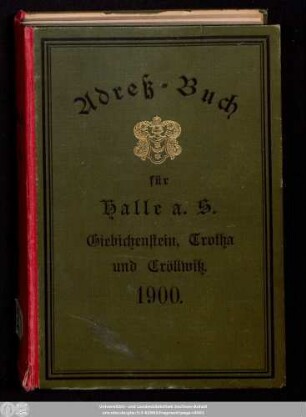 Adreß-Buch
für
Halle a. S.
Giebichenstein, Trotha
und Cröllwitz.
1900.